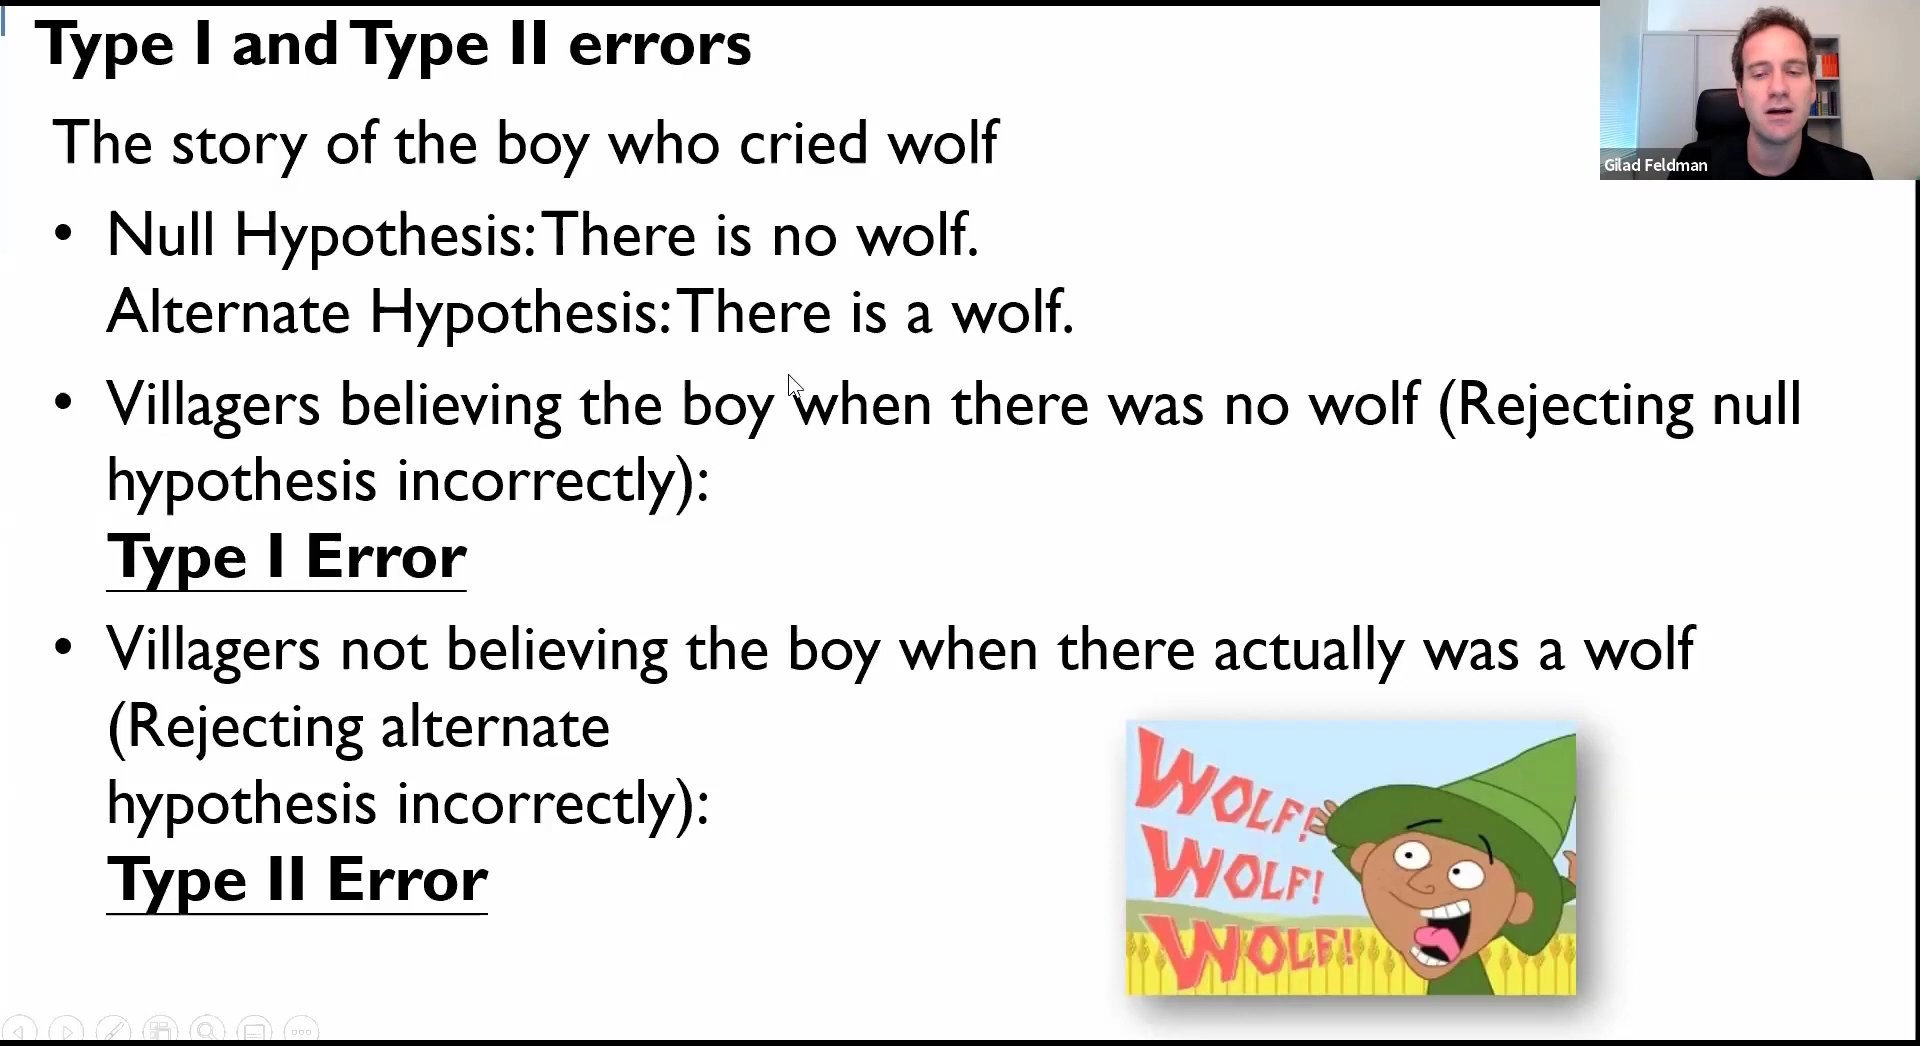 Type I and Type II errors
Gilad Feldman
The story of the boy who cried wolf
• Null Hypothesis: There is no wolf.
Alternate Hypothesis: There is a wolf.
• Villagers believing the boy when there was no wolf (Rejecting null
hypothesis incorrectly):
Type I Error
• Villagers not believing the boy when there actually was a wolf
(Rejecting alternate
hypothesis incorrectly):
Type II Error
WOLF!
WOLF!
WOLF!